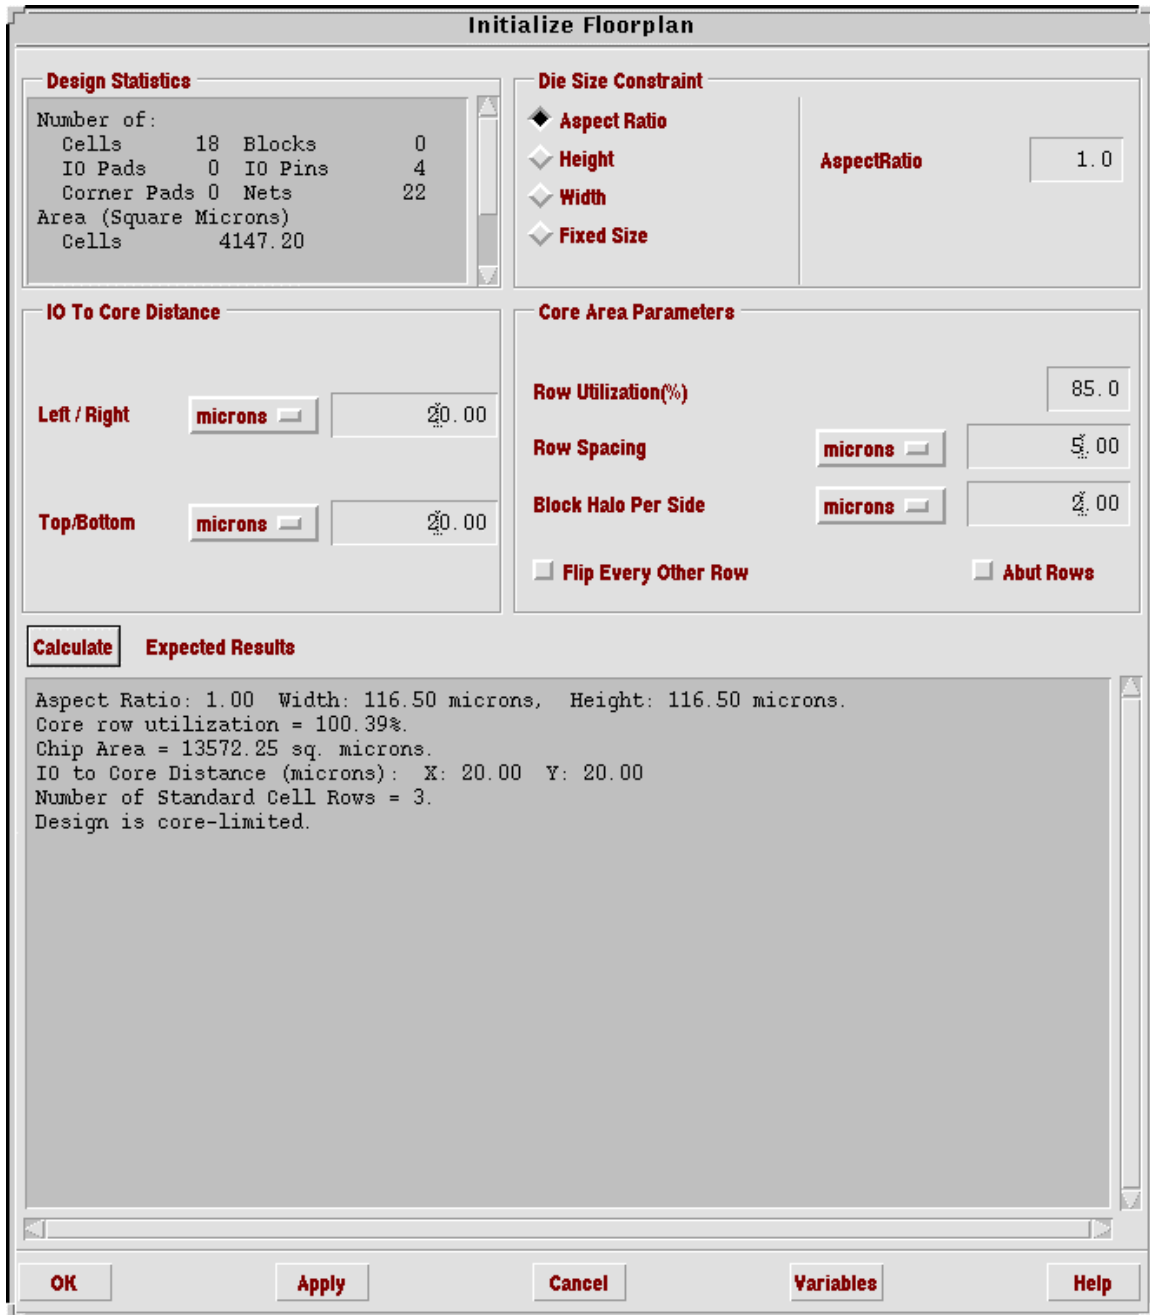 Initialize Floorplan
Design Statistics
Number of:
Cells 18 Blocks 0
IO Pads 0 IO Pins 4
Corner Pads 0 Nets 22
Area (Square Microns)
Cells 4147.20
Die Size Constraint
Aspect Ratio
Height
Width
Fixed Size
AspectRatio 1.0
IO To Core Distance
Left / Right microns 20.00
Top/Bottom microns 20.00
Core Area Parameters
Row Utilization(%) 85.0
Row Spacing microns 5.00
Block Halo Per Side microns 2.00
Flip Every Other Row Abut Rows
Calculate Expected Results
Aspect Ratio: 1.00 Width: 116.50 microns, Height: 116.50 microns.
Core row utilization = 100.39%.
Chip Area = 13572.25 sq. microns.
IO to Core Distance (microns): X: 20.00 Y: 20.00
Number of Standard Cell Rows = 3.
Design is core-limited.
OK Apply Cancel Variables Help